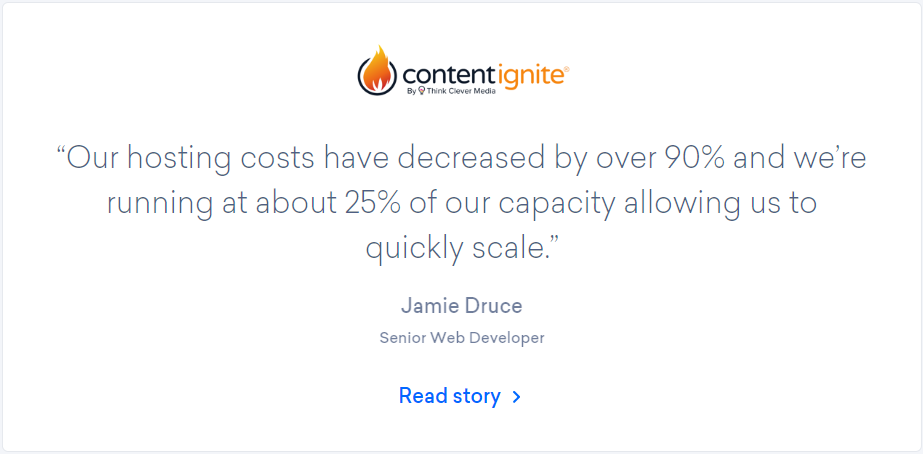 contentignite®
By Think Clever Media
“Our hosting costs have decreased by over 90% and we’re
running at about 25% of our capacity allowing us to
quickly scale.”
Jamie Druce
Senior Web Developer
Read story